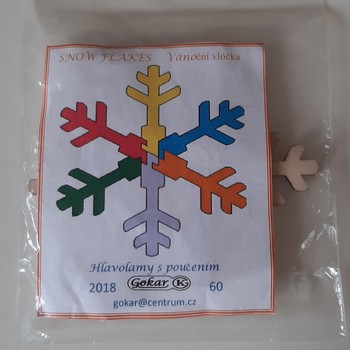 SNOW FLAKES Vanoční vločka
Hlavolamy s poučením
2018 Gokar K 60
gokar@centrum.cz